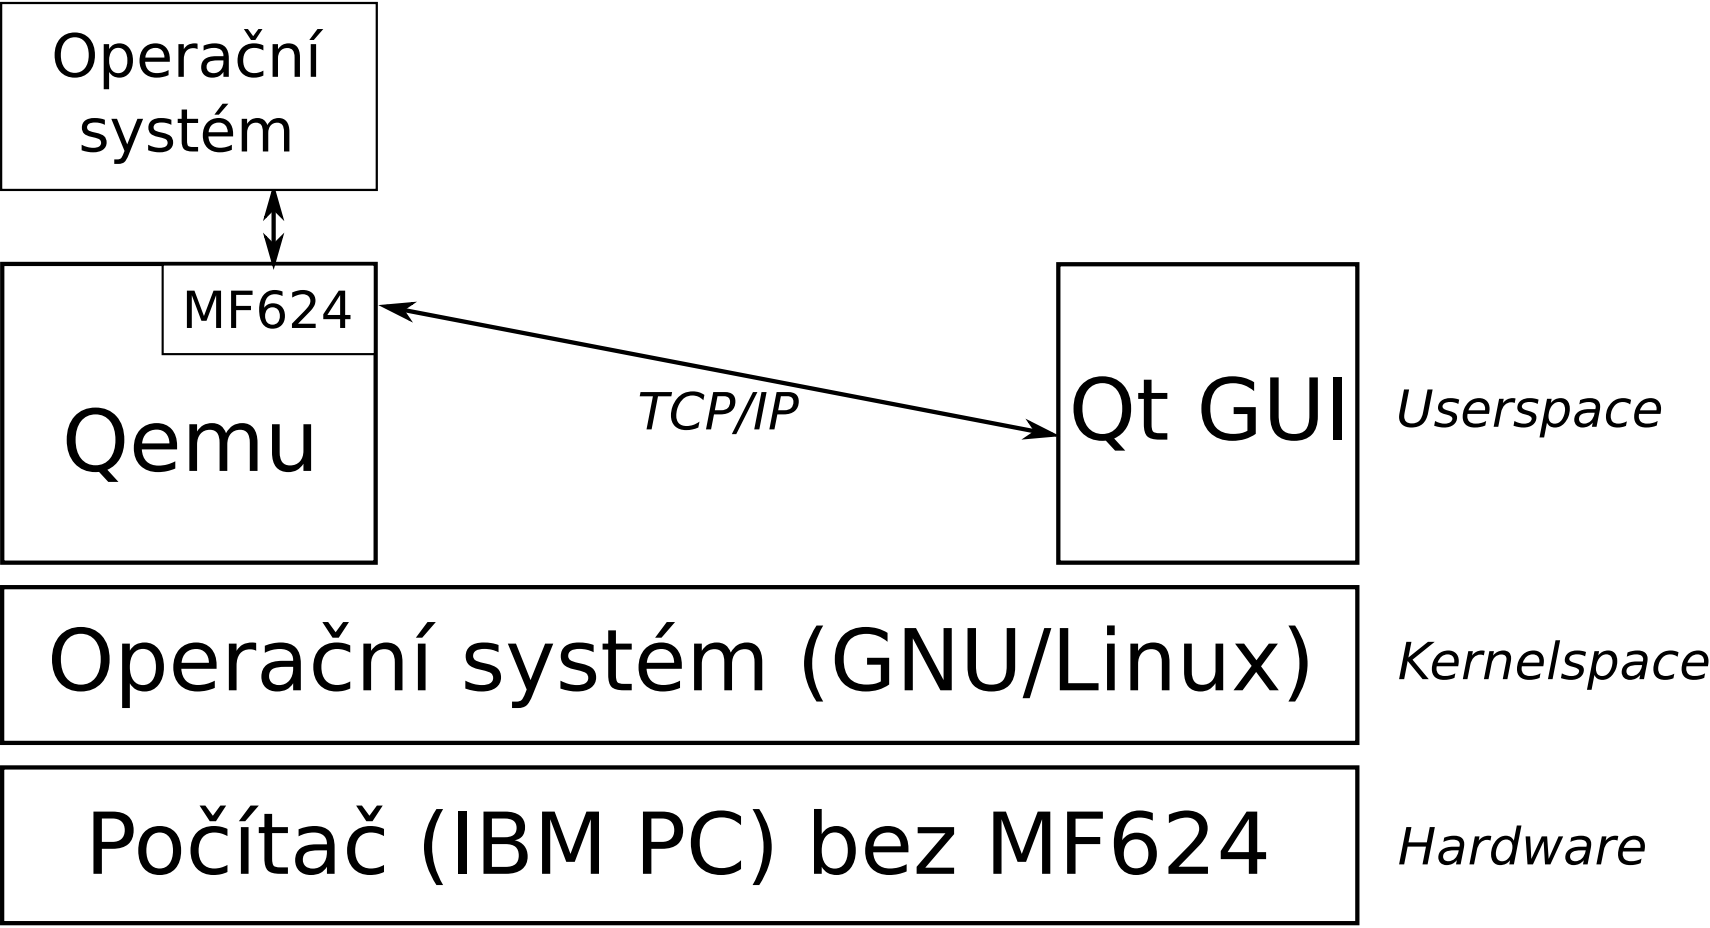 Operační
systém
MF624
Qemu
TCP/IP
Qt GUI
Userspace
Operační systém (GNU/Linux)
Kernelspace
Počítač (IBM PC) bez MF624
Hardware